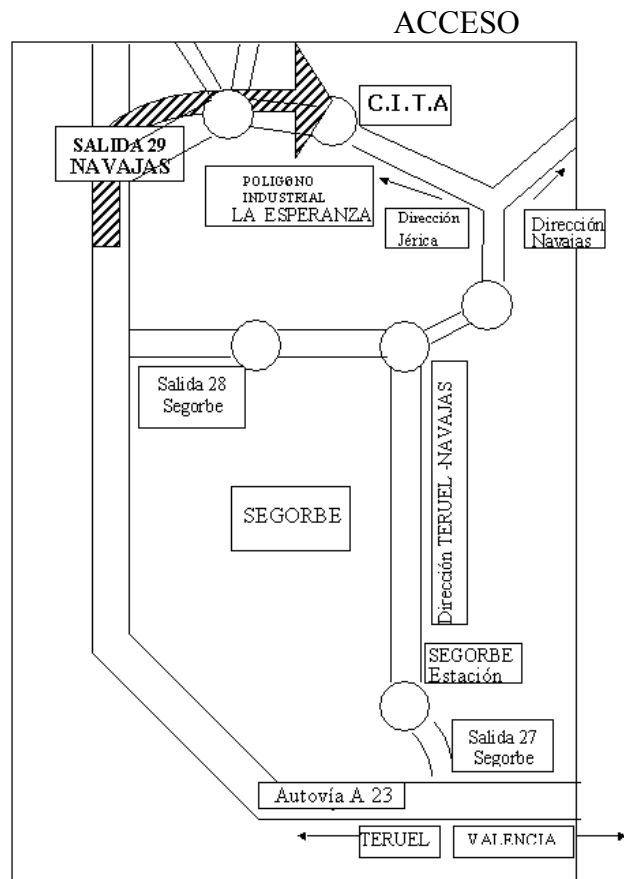 ACCESO
C.I.T.A
SALIDA 29
NAVAJAS
POLIGONO
INDUSTRIAL
LA ESPERANZA
Dirección
Jérica
Dirección
Navajas
Salida 28
Segorbe
Dirección TERUEL -NAVAJAS
SEGORBE
SEGORBE
Estación
Salida 27
Segorbe
Autovía A 23
TERUEL
VALENCIA